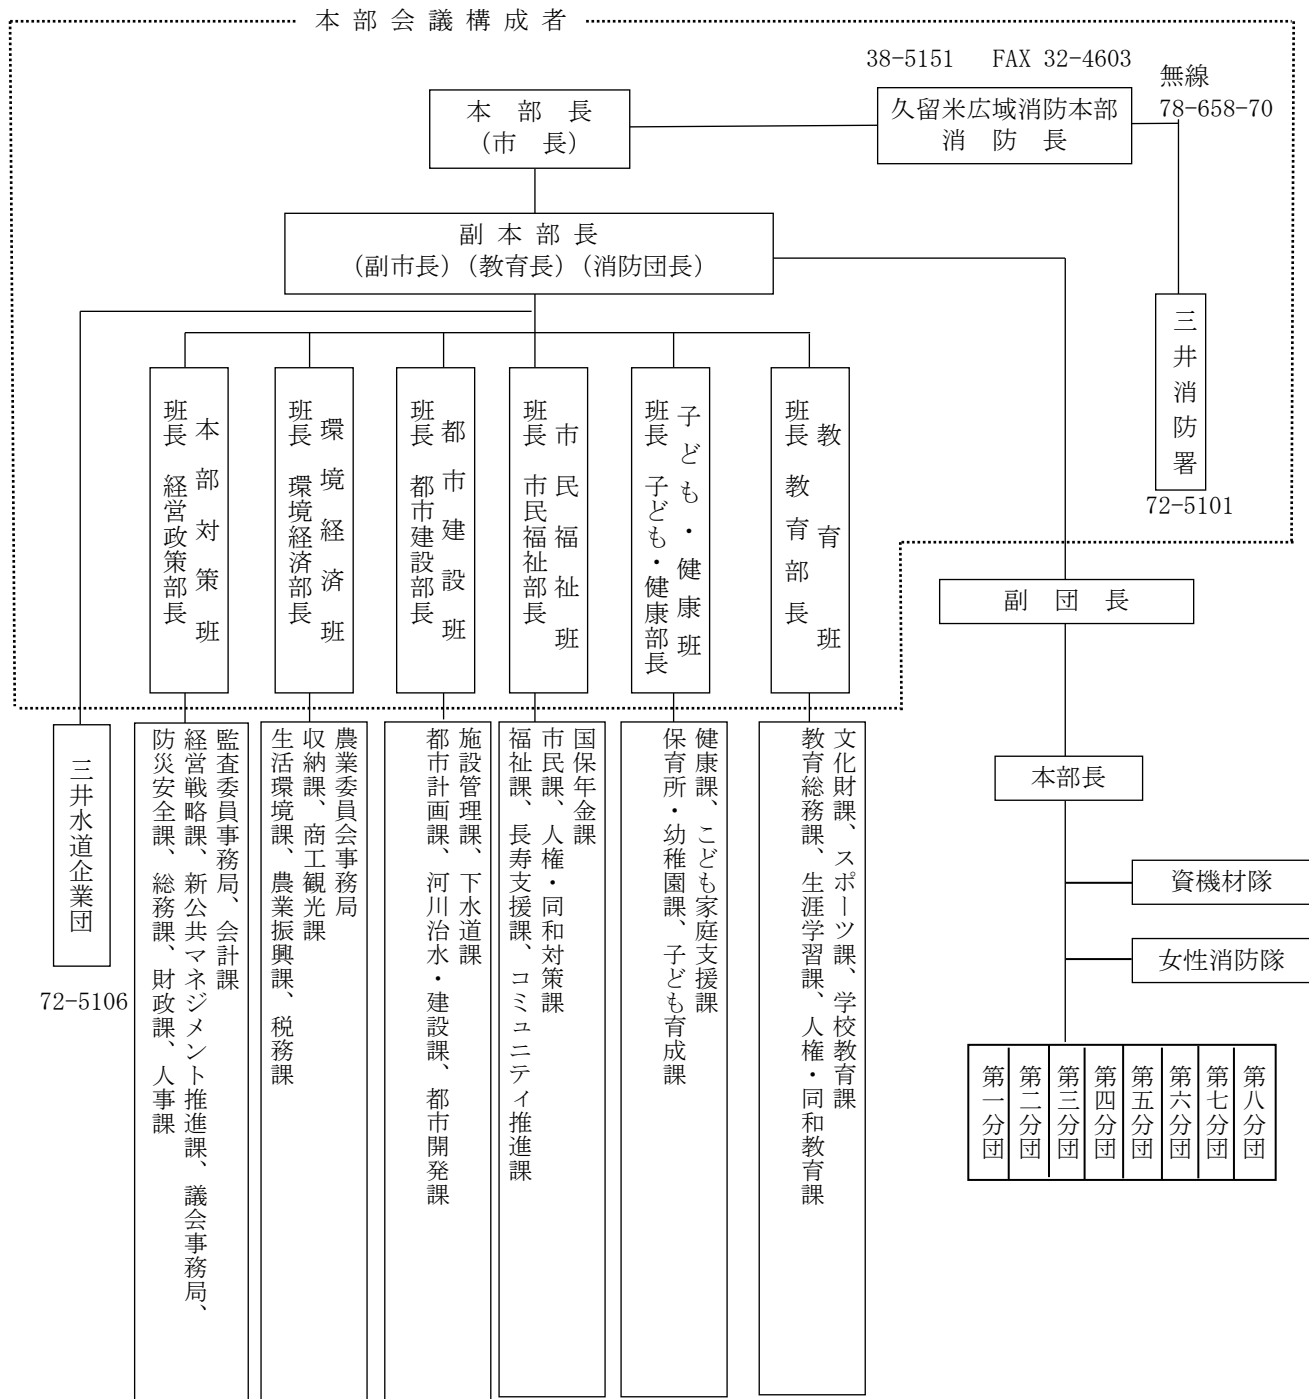 本部会議構成者
38-5151 FAX 32-4603
無線
78-658-70
本部長
(市長)
久留米広域消防本部
消防長
副本部長
(副市長)(教育長)(消防団長)
三井消防署
72-5101
本部対策班
班長 経営政策部長
環境経済班
班長 環境経済部長
都市建設班
班長 都市建設部長
市民福祉班
班長 市民福祉部長
子ども・健康班
班長 子ども・健康部長
教育班
班長 教育部長
副団長
本部長
資機材隊
女性消防隊
第一分団
第二分団
第三分団
第四分団
第五分団
第六分団
第七分団
第八分団
三井水道企業団
72-5106
防災安全課、総務課、財政課、人事課
経営戦略課、新公共マネジメント推進課、議会事務局、
監査委員事務局、会計課
生活環境課、農業振興課、税務課
収納課、商工観光課
農業委員会事務局
都市計画課、河川治水・建設課、都市開発課
施設管理課、下水道課
福祉課、長寿支援課、コミュニティ推進課
市民課、人権・同和対策課
国保年金課
保育所・幼稚園課、子ども育成課
健康課、こども家庭支援課
教育総務課、生涯学習課、人権・同和教育課
文化財課、スポーツ課、学校教育課